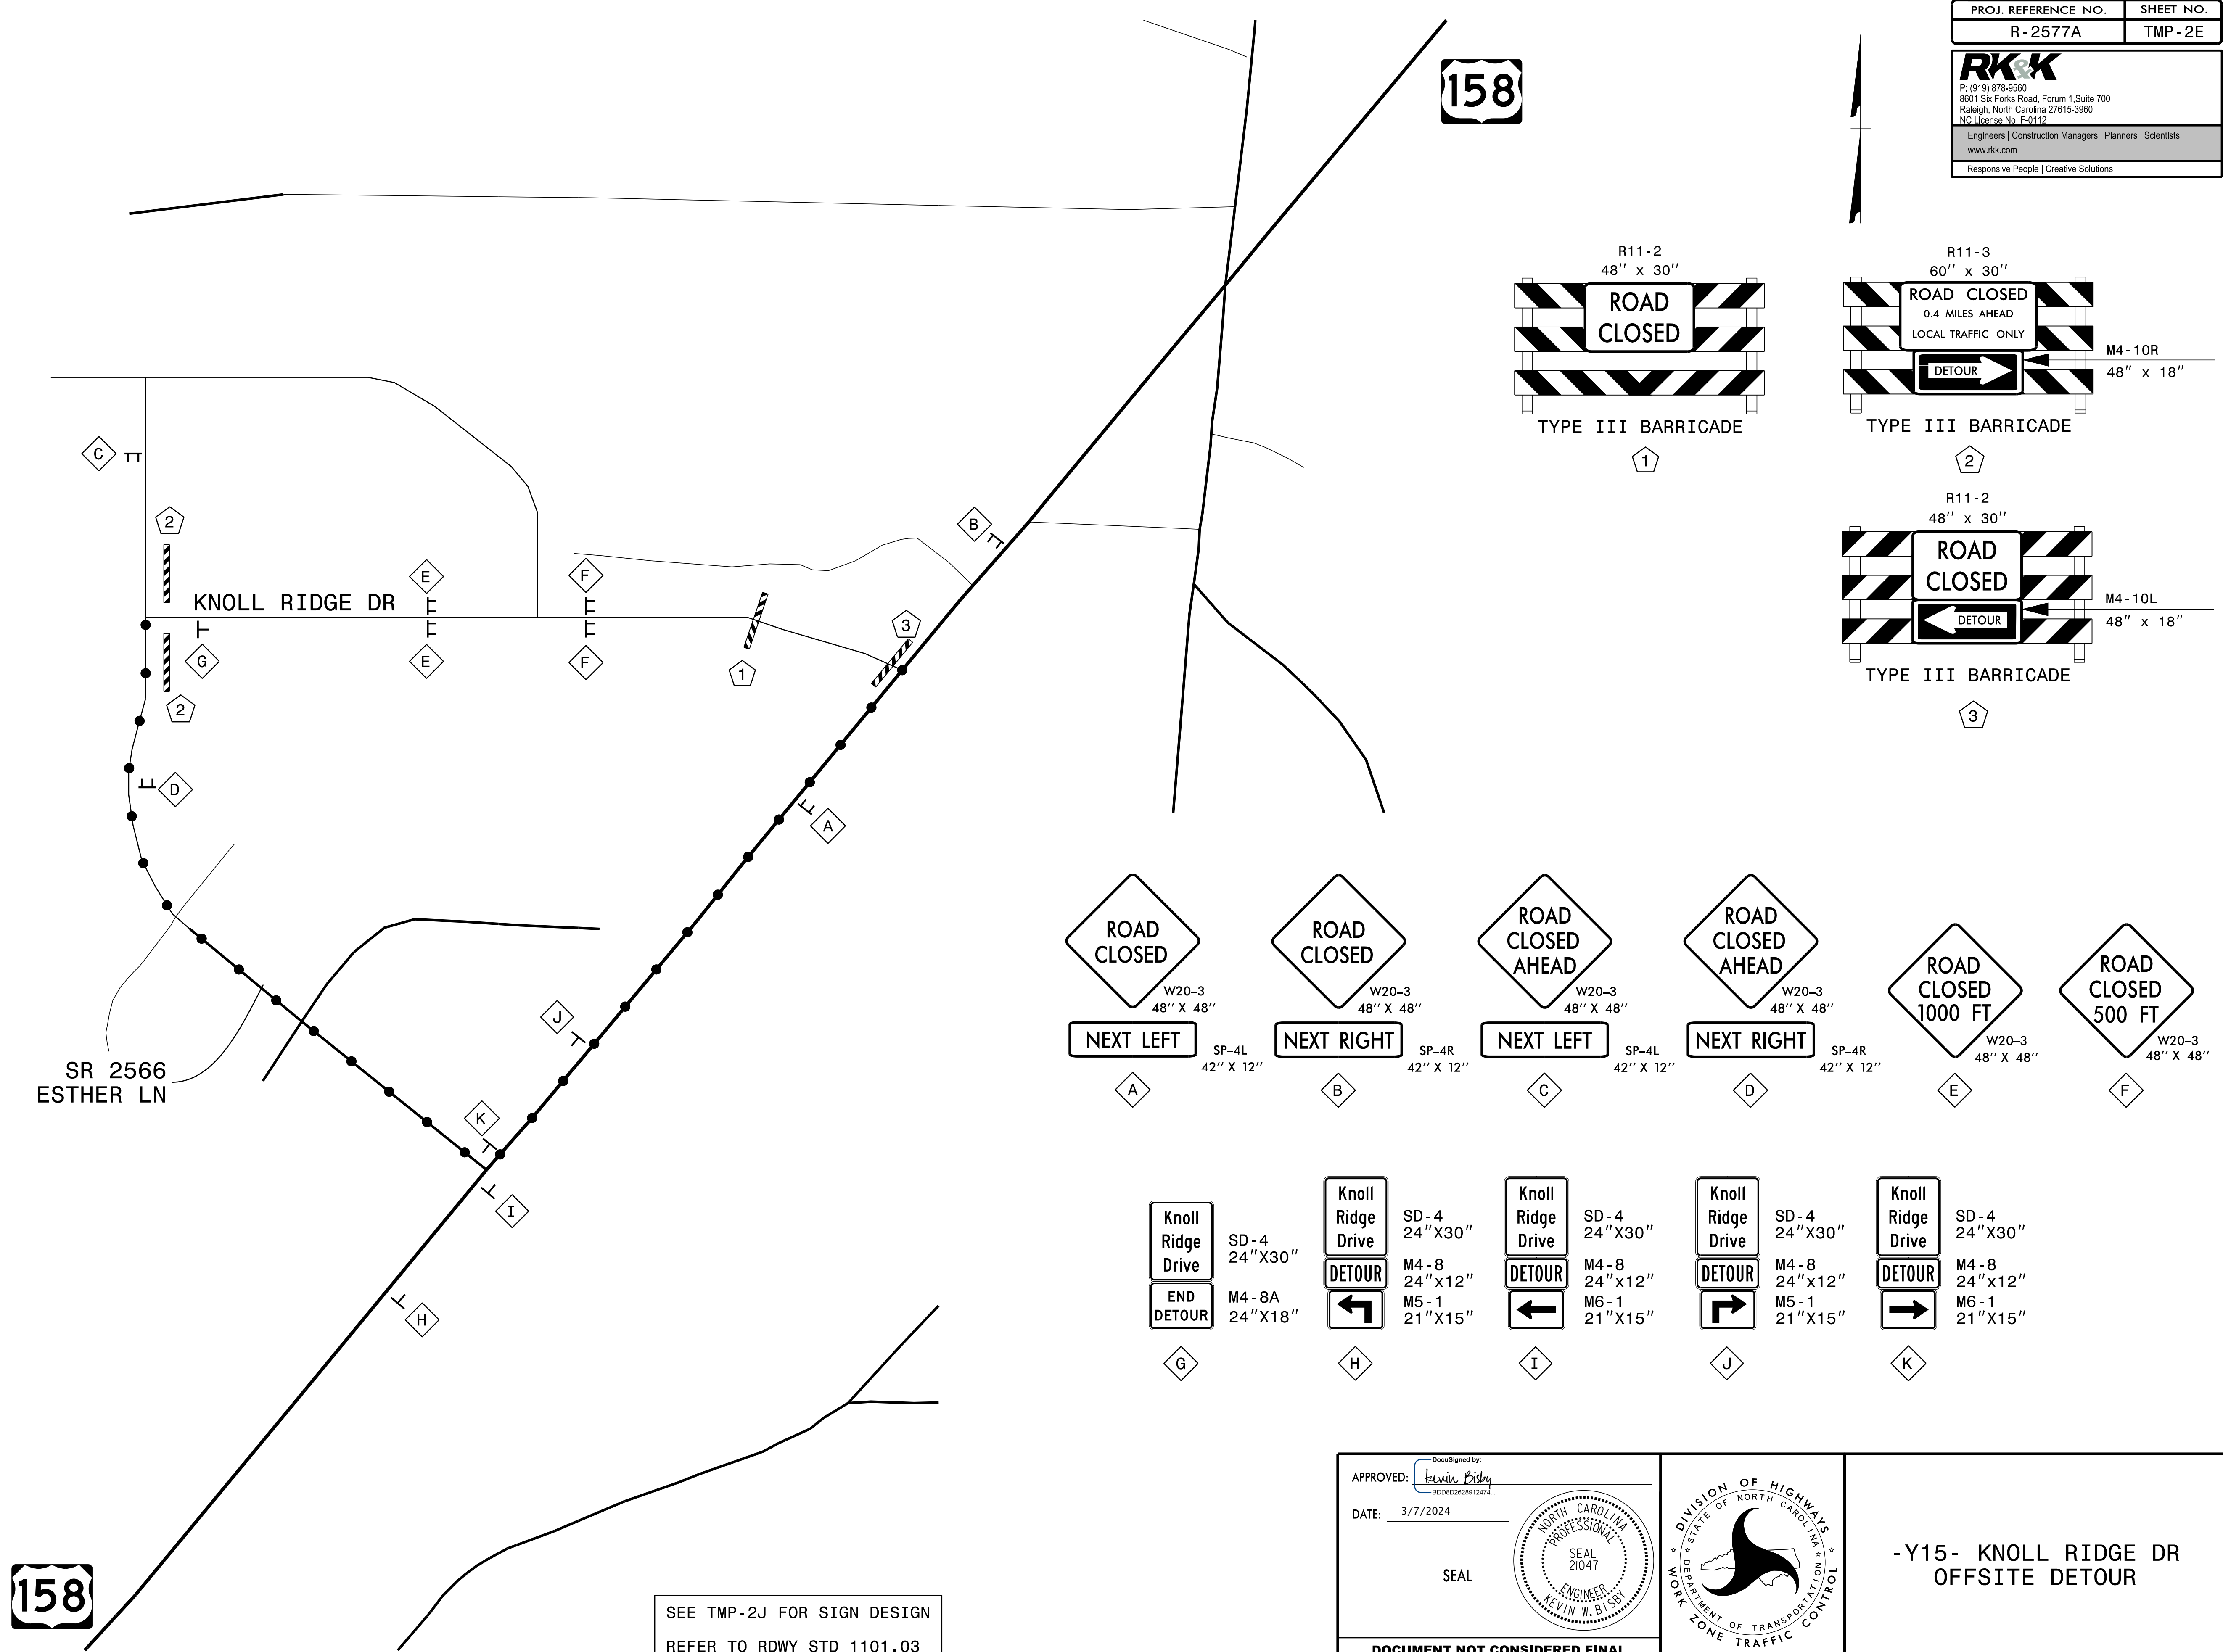 PROJ. REFERENCE NO.
SHEET NO.
R-2577A
TMP-2E
RK&K
P: (919) 878-9560
8601 Six Forks Road, Forum 1,Suite 700
Raleigh, North Carolina 27615-3960
NC License No. F-0112
Engineers | Construction Managers | Planners | Scientists
www.rkk.com
Responsive People | Creative Solutions
158
R11-2
48'' x 30''
ROAD
CLOSED
TYPE III BARRICADE
1
R11-3
60'' x 30''
ROAD CLOSED
0.4 MILES AHEAD
LOCAL TRAFFIC ONLY
DETOUR
M4-10R
48" x 18"
TYPE III BARRICADE
2
R11-2
48'' x 30''
ROAD
CLOSED
DETOUR
M4-10L
48" x 18"
TYPE III BARRICADE
3
C
2
KNOLL RIDGE DR
E
F
B
3
G
E
F
1
2
D
A
SR 2566
ESTHER LN
J
K
I
H
158
ROAD
CLOSED
W20-3
48'' X 48''
NEXT LEFT
SP-4L
42'' X 12''
A
ROAD
CLOSED
W20-3
48'' X 48''
NEXT RIGHT
SP-4R
42'' X 12''
B
ROAD
CLOSED
AHEAD
W20-3
48'' X 48''
NEXT LEFT
SP-4L
42'' X 12''
C
ROAD
CLOSED
AHEAD
W20-3
48'' X 48''
NEXT RIGHT
SP-4R
42'' X 12''
D
ROAD
CLOSED
1000 FT
W20-3
48'' X 48''
E
ROAD
CLOSED
500 FT
W20-3
48'' X 48''
F
Knoll
Ridge
Drive
SD-4
24"X30"
END
DETOUR
M4-8A
24"X18"
G
Knoll
Ridge
Drive
SD-4
24"X30"
DETOUR
M4-8
24"x12"
M5-1
21"X15"
H
Knoll
Ridge
Drive
SD-4
24"X30"
DETOUR
M4-8
24"x12"
M6-1
21"X15"
I
Knoll
Ridge
Drive
SD-4
24"X30"
DETOUR
M4-8
24"x12"
M5-1
21"X15"
J
Knoll
Ridge
Drive
SD-4
24"X30"
DETOUR
M4-8
24"x12"
M6-1
21"X15"
K
SEE TMP-2J FOR SIGN DESIGN
REFER TO RDWY STD 1101.03
APPROVED:
DocuSigned by:
Kevin Bisby
BDD8D2628912474...
DATE: 3/7/2024
SEAL
NORTH CAROLINA
PROFESSIONAL
SEAL
21047
ENGINEER
KEVIN W. BISBY
DOCUMENT NOT CONSIDERED FINAL
DIVISION OF HIGHWAYS
STATE OF NORTH CAROLINA
DEPARTMENT OF TRANSPORTATION
WORK ZONE TRAFFIC CONTROL
-Y15- KNOLL RIDGE DR
OFFSITE DETOUR